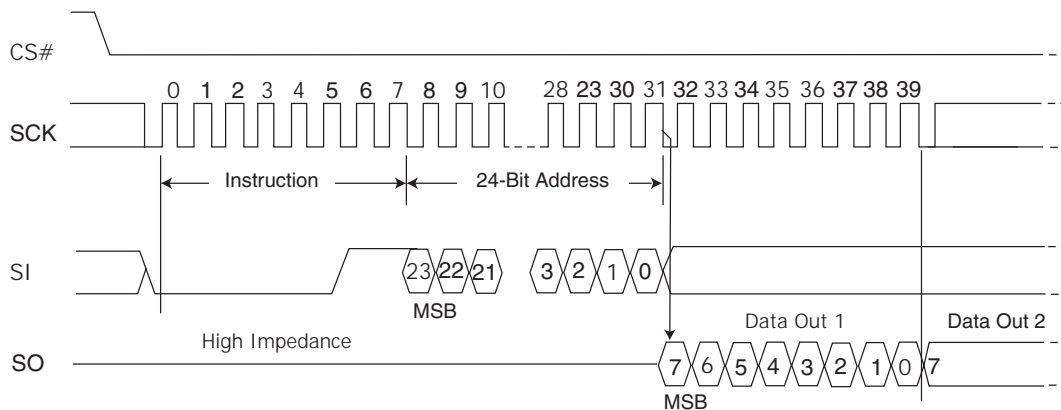 CS#
0 1 2 3 4 5 6 7 8 9 10 28 23 30 31 32 33 34 35 36 37 38 39
SCK
Instruction 24-Bit Address
SI 23 22 21 3 2 1 0
MSB
Data Out 1 Data Out 2
High Impedance
SO 7 6 5 4 3 2 1 0 7
MSB